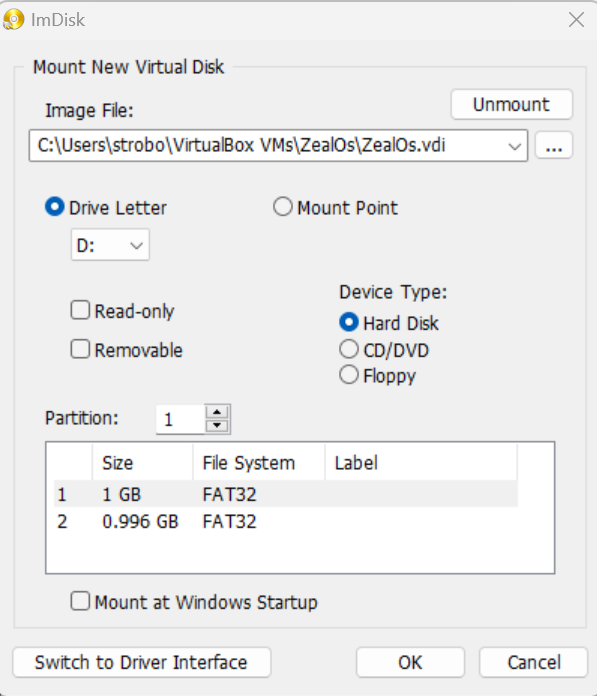 ImDisk
Mount New Virtual Disk
Image File:
Unmount
C:\Users\strobo\VirtualBox VMs\ZealOs\ZealOs.vdi
...
Drive Letter
Mount Point
D:
Device Type:
Read-only
Hard Disk
Removable
CD/DVD
Floppy
Partition: 1
Size File System Label
1 1 GB FAT32
2 0.996 GB FAT32
Mount at Windows Startup
Switch to Driver Interface OK Cancel